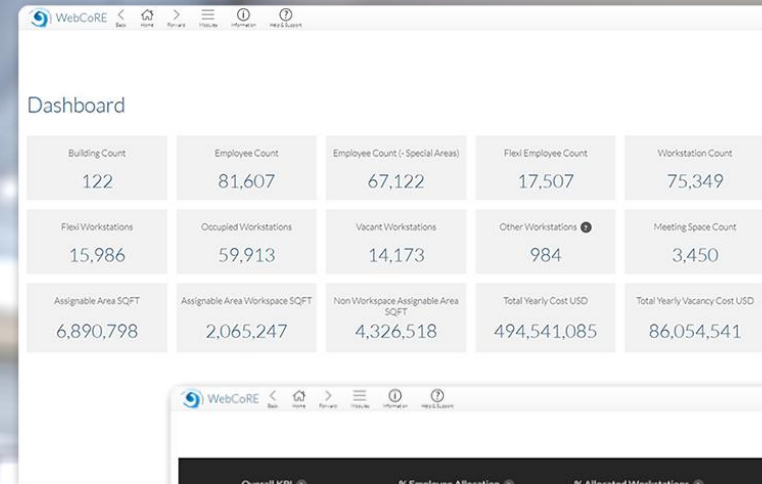 WebCoRE
Back Home Forward Modules Information Help & Support
Dashboard
Building Count
122
Employee Count
81,607
Employee Count (- Special Areas)
67,122
Flexi Employee Count
17,507
Workstation Count
75,349
Flexi Workstations
15,986
Occupied Workstations
59,913
Vacant Workstations
14,173
Other Workstations ?
984
Meeting Space Count
3,450
Assignable Area SQFT
6,890,798
Assignable Area Workspace SQFT
2,065,247
Non Workspace Assignable Area
SQFT
4,326,518
Total Yearly Cost USD
494,541,085
Total Yearly Vacancy Cost USD
86,054,541
WebCoRE
Back Home Forward Modules Information Help & Support
Overall KPI % Employee Allocation % Allocated Workstations